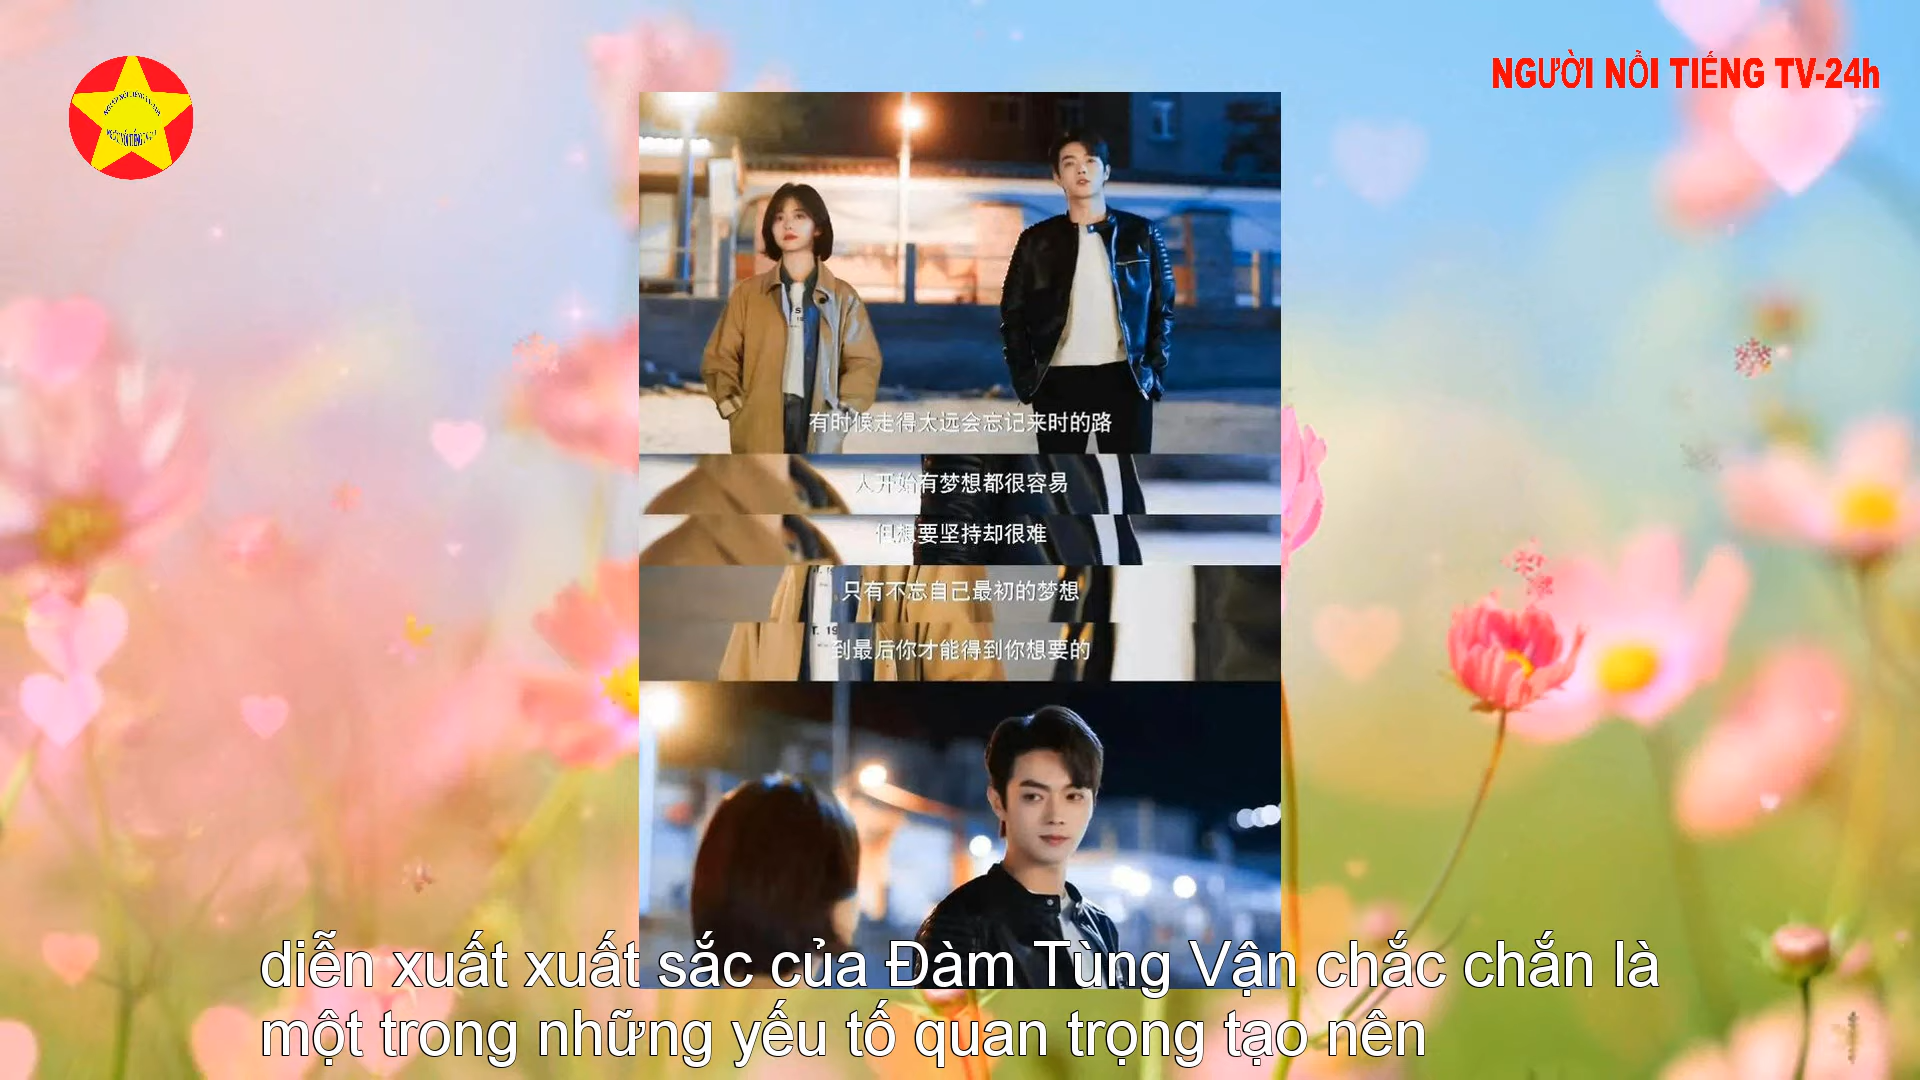 NGƯỜI NỔI TIẾNG TV-24h
有时候走得太远会忘记来时的路
人开始有梦想都很容易
但想要坚持却很难
只有不忘自己最初的梦想
到最后你才能得到你想要的
diễn xuất xuất sắc của Đàm Tùng Vận chắc chắn là
một trong những yếu tố quan trọng tạo nên